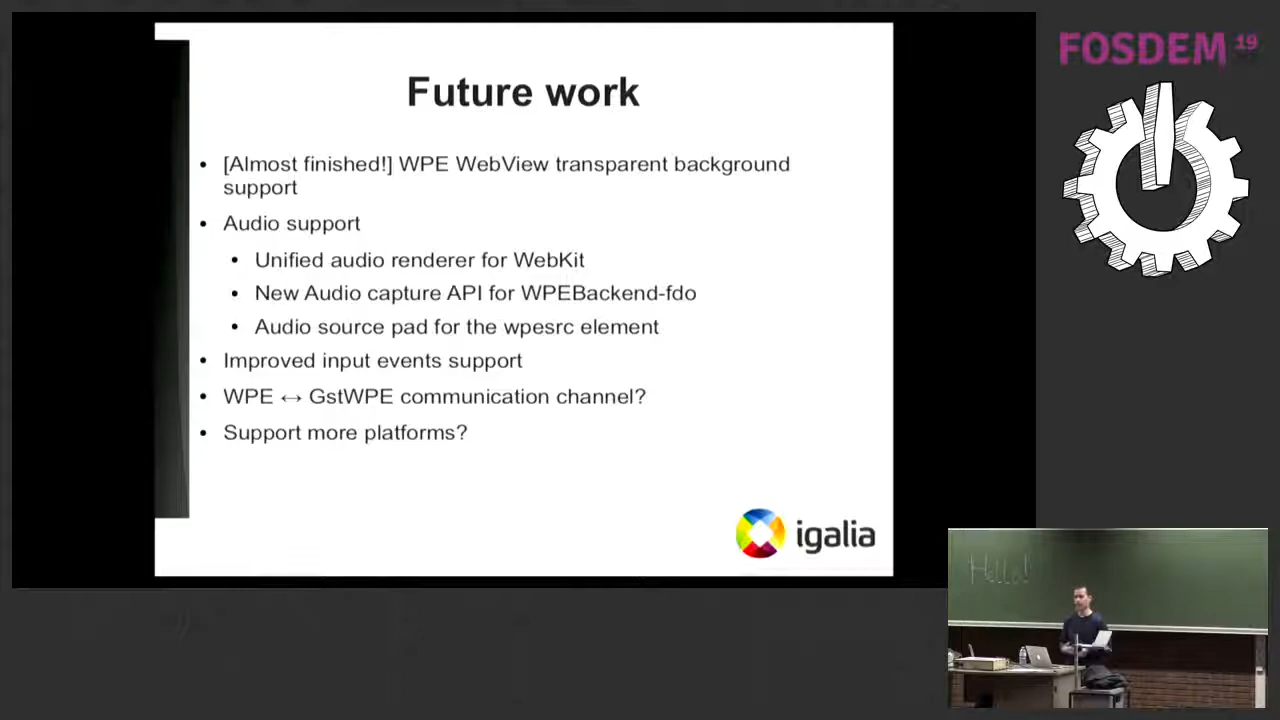 FOSDEM 19
Future work
[Almost finished!] WPE WebView transparent background
support
Audio support
Unified audio renderer for WebKit
New Audio capture API for WPEBackend-fdo
Audio source pad for the wpesrc element
Improved input events support
WPE ↔ GstWPE communication channel?
Support more platforms?
igalia
Hello!